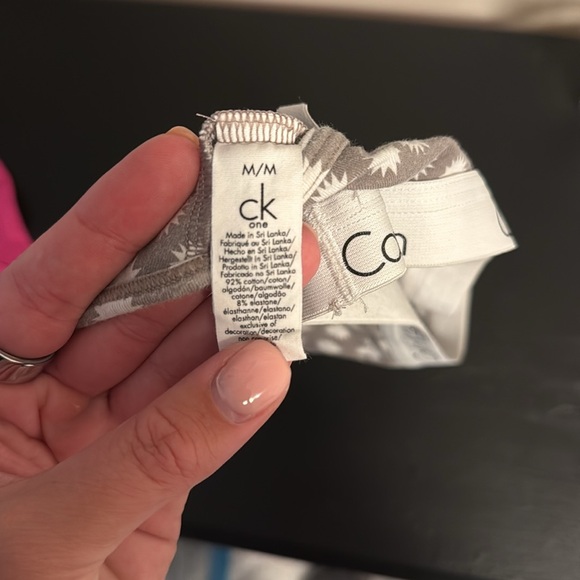 M/M
ck
one
Made in Sri Lanka/
Fabriqué au Sri Lanka/
Hecho en Sri Lanka/
Hergestellt in Sri Lanka/
Prodotto in Sri Lanka/
Fabricado no Sri Lanka
92% cotton/coton/
algodón/baumwolle/
cotone/algodão
8% elastane/
élasthanne/elastano/
elasthan/elastan
exclusive of
decoration/decoration
non comprise/
Ca